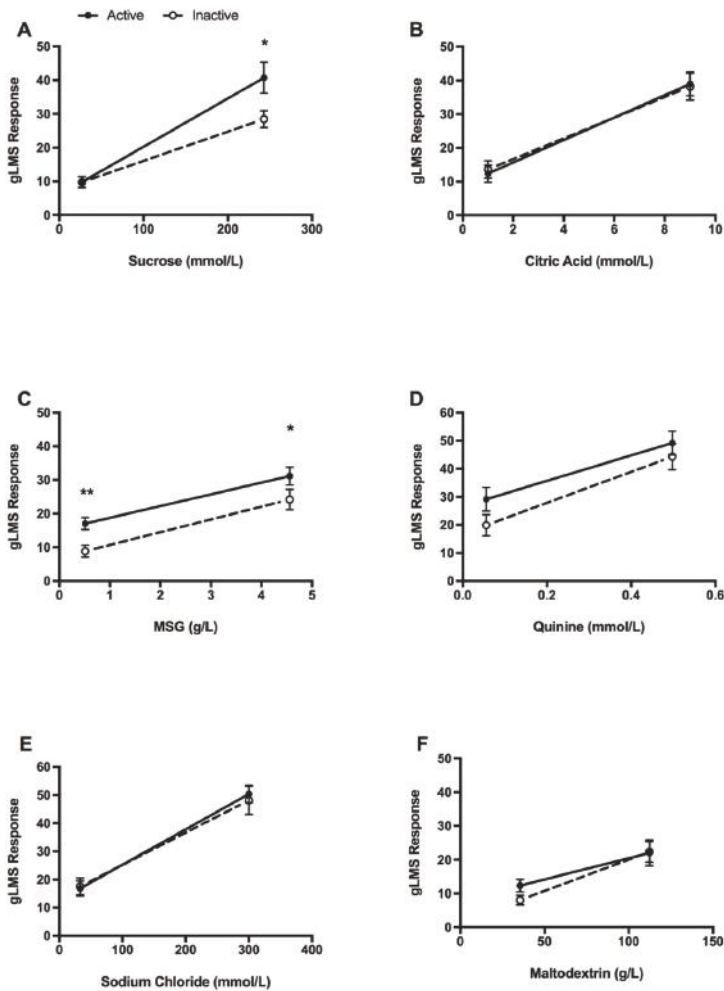 Active Inactive
A
*
50
40
30
20
10
0
gLMS Response
0 100 200 300
Sucrose (mmol/L)
B
50
40
30
20
10
0
gLMS Response
0 2 4 6 8 10
Citric Acid (mmol/L)
C
** *
50
40
30
20
10
0
gLMS Response
0 1 2 3 4 5
MSG (g/L)
D
60
50
40
30
20
10
0
gLMS Response
0.0 0.2 0.4 0.6
Quinine (mmol/L)
E
60
50
40
30
20
10
0
gLMS Response
0 100 200 300 400
Sodium Chloride (mmol/L)
F
50
40
30
20
10
0
gLMS Response
0 50 100 150
Maltodextrin (g/L)